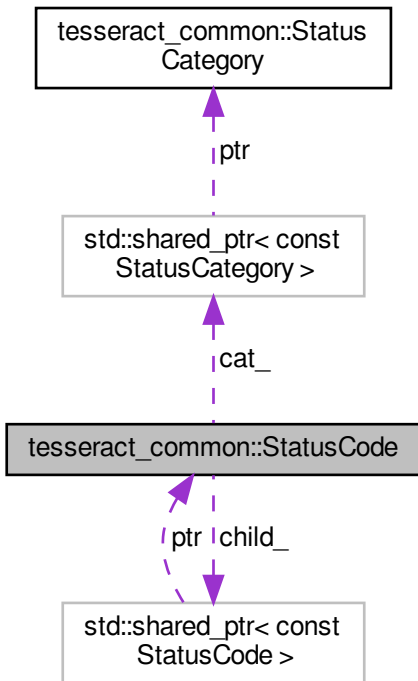 tesseract_common::Status
Category
ptr
std::shared_ptr< const
StatusCategory >
cat_
tesseract_common::StatusCode
ptr child_
std::shared_ptr< const
StatusCode >